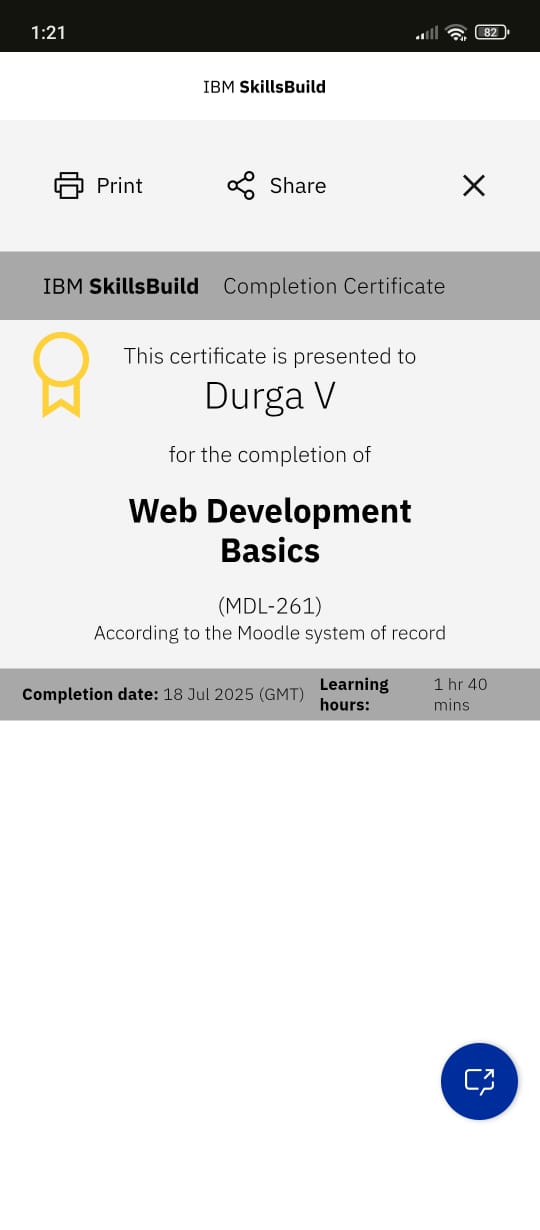 1:21
82
IBM SkillsBuild
Print
Share
IBM SkillsBuild Completion Certificate
This certificate is presented to
Durga V
for the completion of
Web Development
Basics
(MDL-261)
According to the Moodle system of record
Completion date: 18 Jul 2025 (GMT)
Learning
hours:
1 hr 40
mins